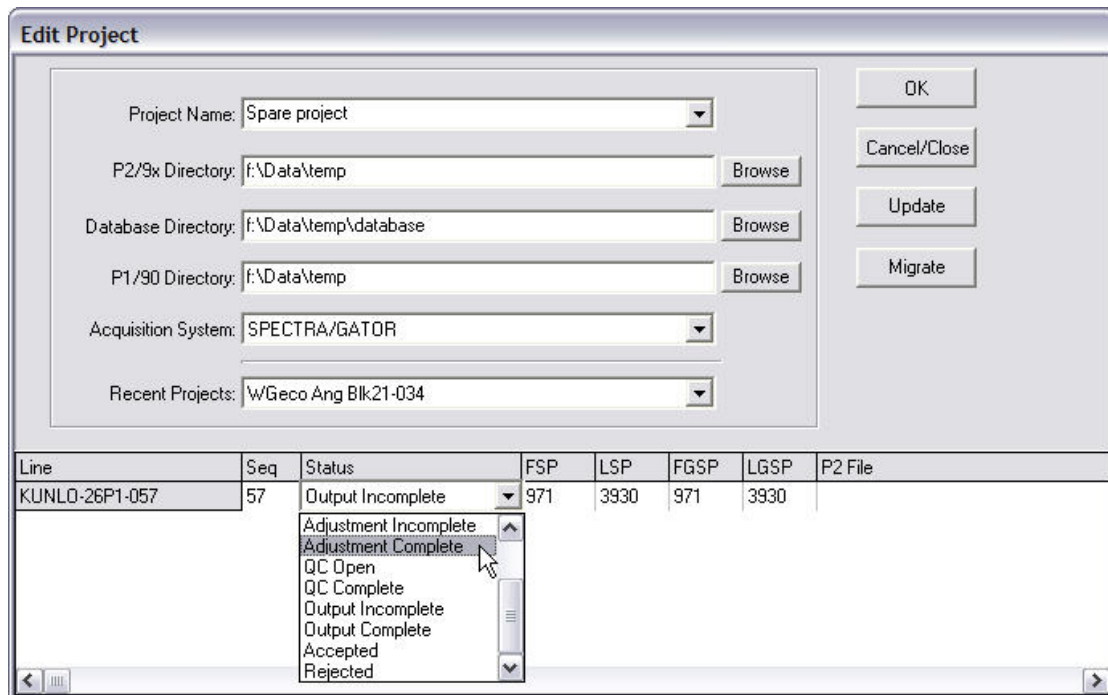 Edit Project
Project Name: Spare project
P2/9x Directory: f:\Data\temp Browse
Database Directory: f:\Data\temp\database Browse
P1/90 Directory: f:\Data\temp Browse
Acquisition System: SPECTRA/GATOR
Recent Projects: WGeco Ang Blk21-034
OK
Cancel/Close
Update
Migrate
Line Seq Status FSP LSP FGSP LGSP P2 File
KUNLO-26P1-057 57 Output Incomplete 971 3930 971 3930
Adjustment Incomplete
Adjustment Complete
QC Open
QC Complete
Output Incomplete
Output Complete
Accepted
Rejected